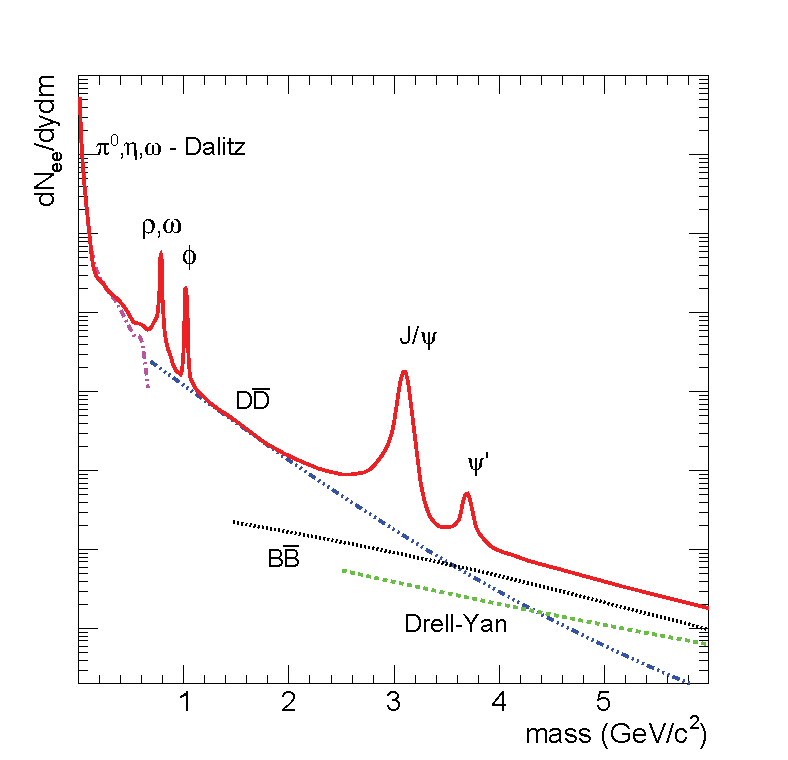 dN_ee/dydm
π⁰,η,ω - Dalitz
ρ,ω
ϕ
J/ψ
DD̅
ψ'
BB̅
Drell-Yan
1 2 3 4 5
mass (GeV/c²)